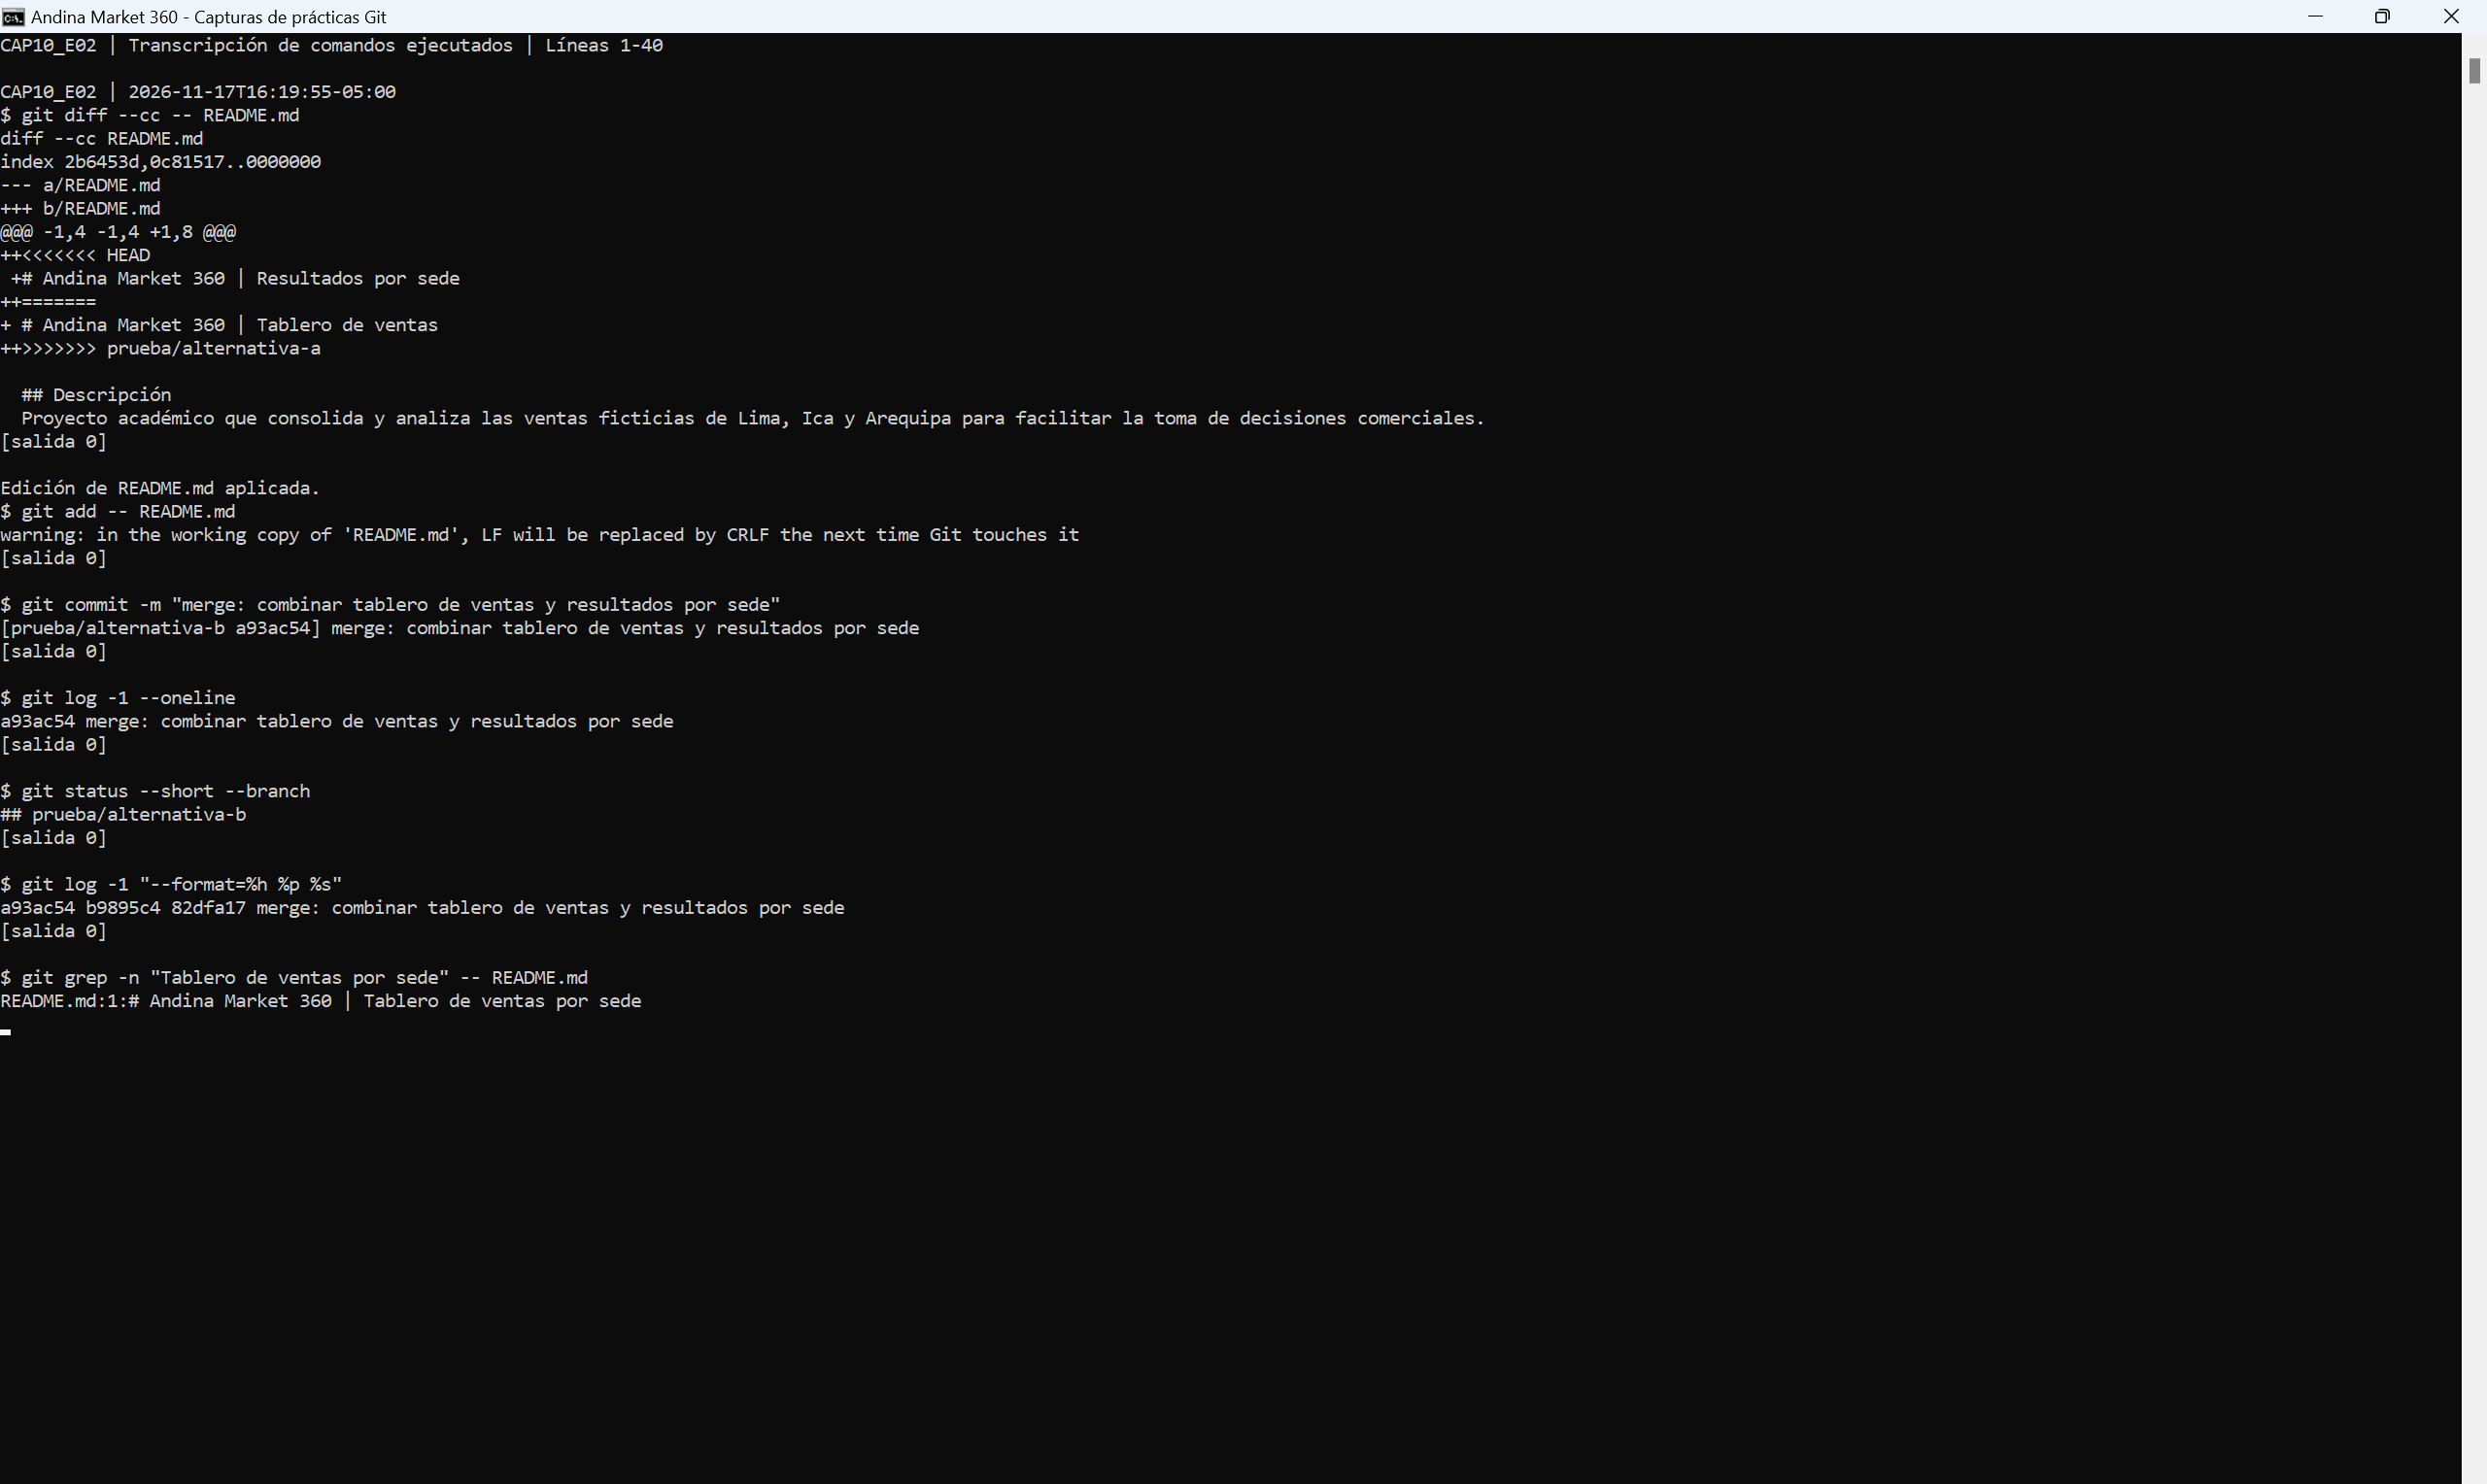 Andina Market 360 - Capturas de prácticas Git
CAP10_E02 | Transcripción de comandos ejecutados | Líneas 1-40
CAP10_E02 | 2026-11-17T16:19:55-05:00
$ git diff --cc -- README.md
diff --cc README.md
index 2b6453d,0c81517..0000000
--- a/README.md
+++ b/README.md
@@@ -1,4 -1,4 +1,8 @@@
++<<<<<<< HEAD
 +# Andina Market 360 | Resultados por sede
++=======
+ # Andina Market 360 | Tablero de ventas
++>>>>>>> prueba/alternativa-a
  ## Descripción
  Proyecto académico que consolida y analiza las ventas ficticias de Lima, Ica y Arequipa para facilitar la toma de decisiones comerciales.
[salida 0]
Edición de README.md aplicada.
$ git add -- README.md
warning: in the working copy of 'README.md', LF will be replaced by CRLF the next time Git touches it
[salida 0]
$ git commit -m "merge: combinar tablero de ventas y resultados por sede"
[prueba/alternativa-b a93ac54] merge: combinar tablero de ventas y resultados por sede
[salida 0]
$ git log -1 --oneline
a93ac54 merge: combinar tablero de ventas y resultados por sede
[salida 0]
$ git status --short --branch
## prueba/alternativa-b
[salida 0]
$ git log -1 "--format=%h %p %s"
a93ac54 b9895c4 82dfa17 merge: combinar tablero de ventas y resultados por sede
[salida 0]
$ git grep -n "Tablero de ventas por sede" -- README.md
README.md:1:# Andina Market 360 | Tablero de ventas por sede